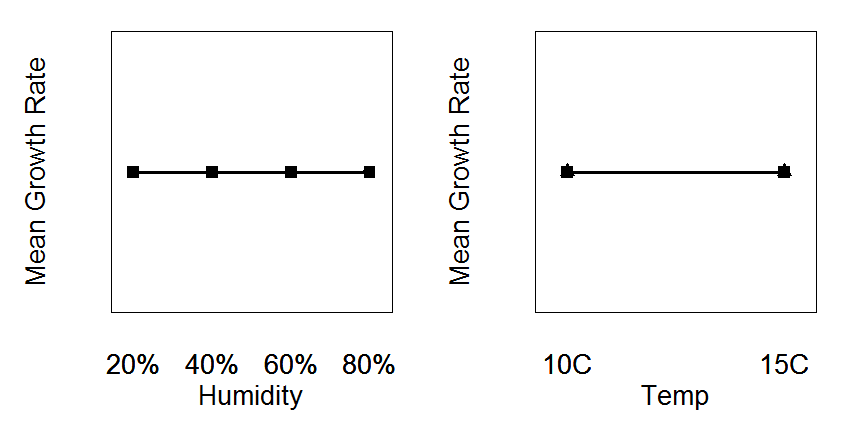 Mean Growth Rate
20% 40% 60% 80%
Humidity
Mean Growth Rate
10C 15C
Temp